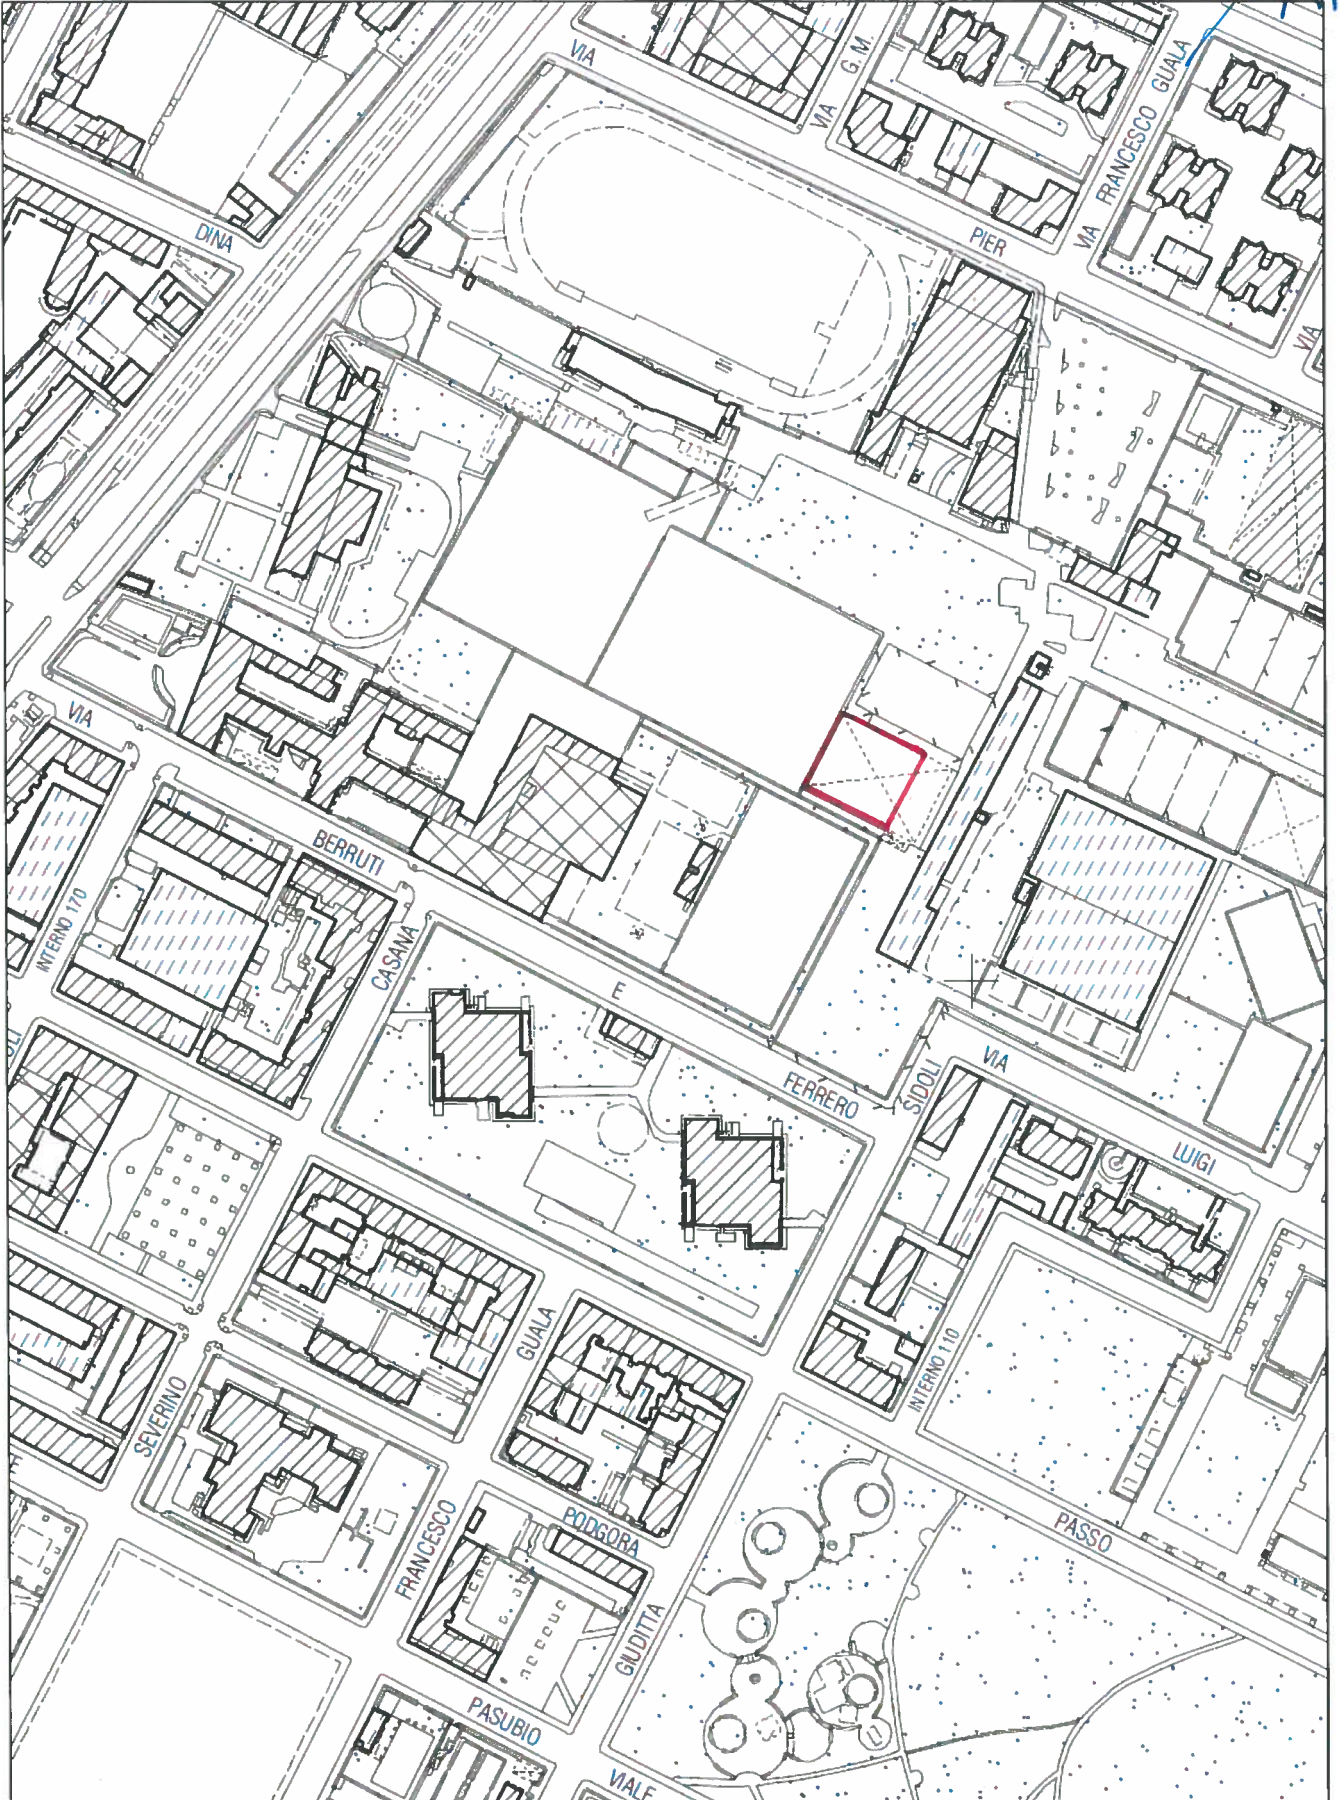 VIA
VIA
G. M.
VIA
FRANCESCO
GUALA
PIER
VIA
DINA
VIA
BERRUTI
E
FERRERO
INTERNO 170
CASANA
SIDOLI
VIA
LUIGI
GUALA
INTERNO 110
SEVERINO
FRANCESCO
PODGORA
GIUDITTA
PASSO
PASUBIO
VIALE